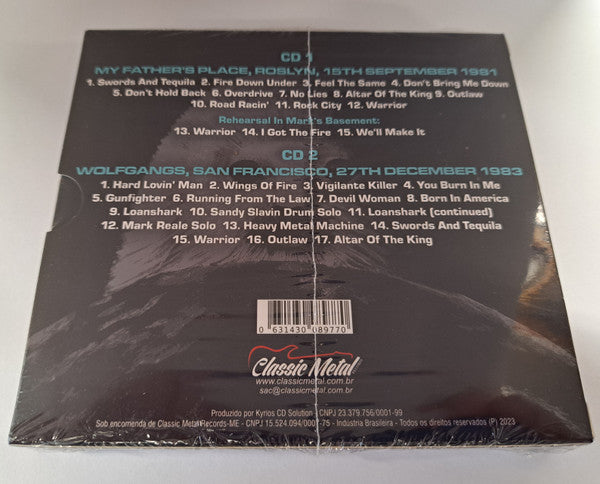 CD 1
MY FATHER'S PLACE, ROSLYN, 15TH SEPTEMBER 1981
1. Swords And Tequila 2. Fire Down Under 3. Feel The Same 4. Don't Bring Me Down
5. Don't Hold Back 6. Overdrive 7. No Lies 8. Altar Of The King 9. Outlaw
10. Road Racin' 11. Rock City 12. Warrior
Rehearsal In Mark's Basement:
13. Warrior 14. I Got The Fire 15. We'll Make It
CD 2
WOLFGANGS, SAN FRANCISCO, 27TH DECEMBER 1983
1. Hard Lovin' Man 2. Wings Of Fire 3. Vigilante Killer 4. You Burn In Me
5. Gunfighter 6. Running From The Law 7. Devil Woman 8. Born In America
9. Loanshark 10. Sandy Slavin Drum Solo 11. Loanshark (continued)
12. Mark Reale Solo 13. Heavy Metal Machine 14. Swords And Tequila
15. Warrior 16. Outlaw 17. Altar Of The King
0 631430 089770
Classic Metal
www.classicmetal.com.br
sac@classicmetal.com.br
Produzido por Kyrios CD Solution - CNPJ 23.379.756/0001-99
Sob encomenda de Classic Metal Records-ME - CNPJ 15.524.094/0001-75 - Indústria Brasileira - Todos os direitos reservados (P) 2023